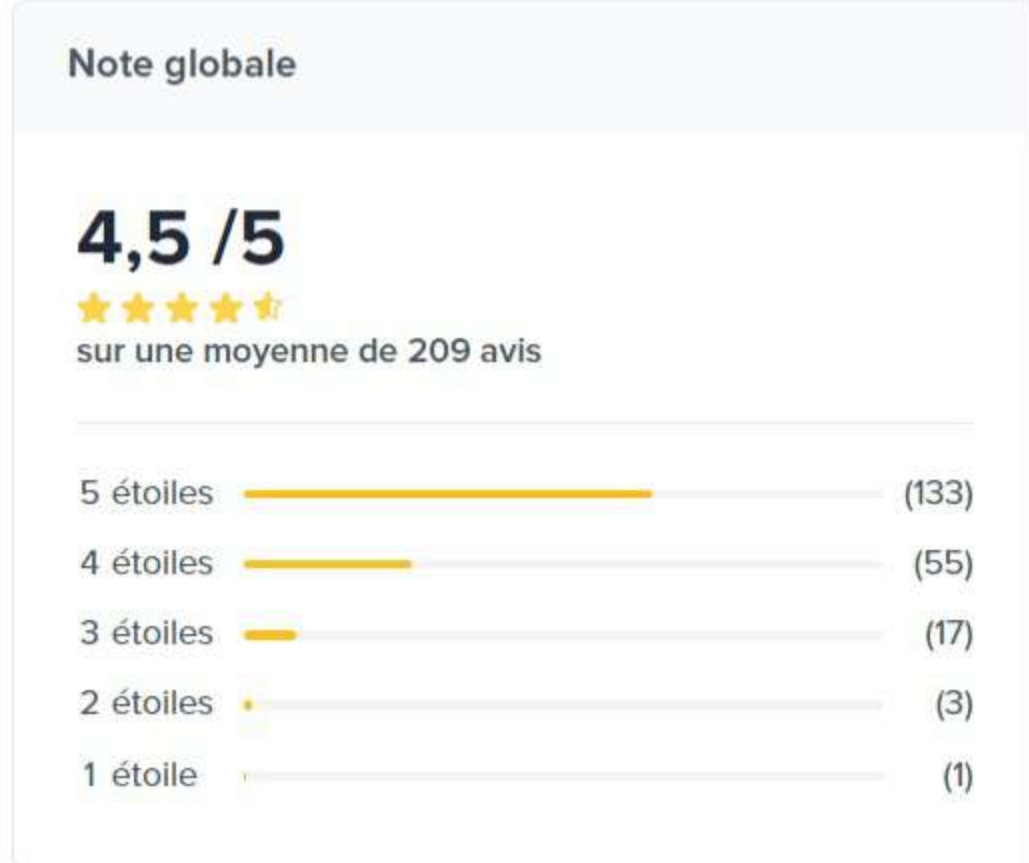 Note globale
4,5 /5
sur une moyenne de 209 avis
5 étoiles (133)
4 étoiles (55)
3 étoiles (17)
2 étoiles (3)
1 étoile (1)